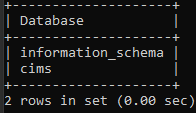 +--------------------+
| Database           |
+--------------------+
| information_schema |
| cims               |
+--------------------+
2 rows in set (0.00 sec)